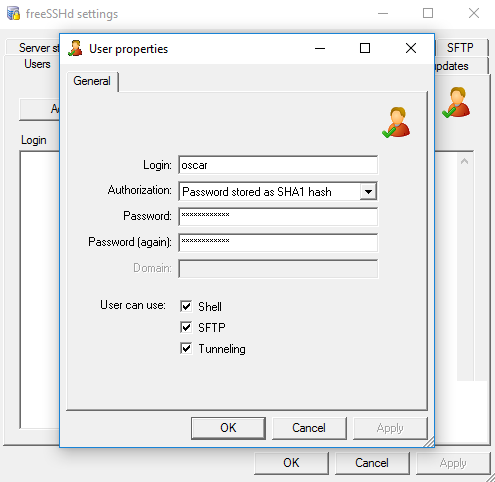 freeSSHd settings
Server st
SFTP
Users
updates
Login
User properties
General
Login: oscar
Authorization: Password stored as SHA1 hash
Password: ************
Password (again): ************
Domain:
User can use: Shell
SFTP
Tunneling
OK Cancel Apply
OK Cancel Apply